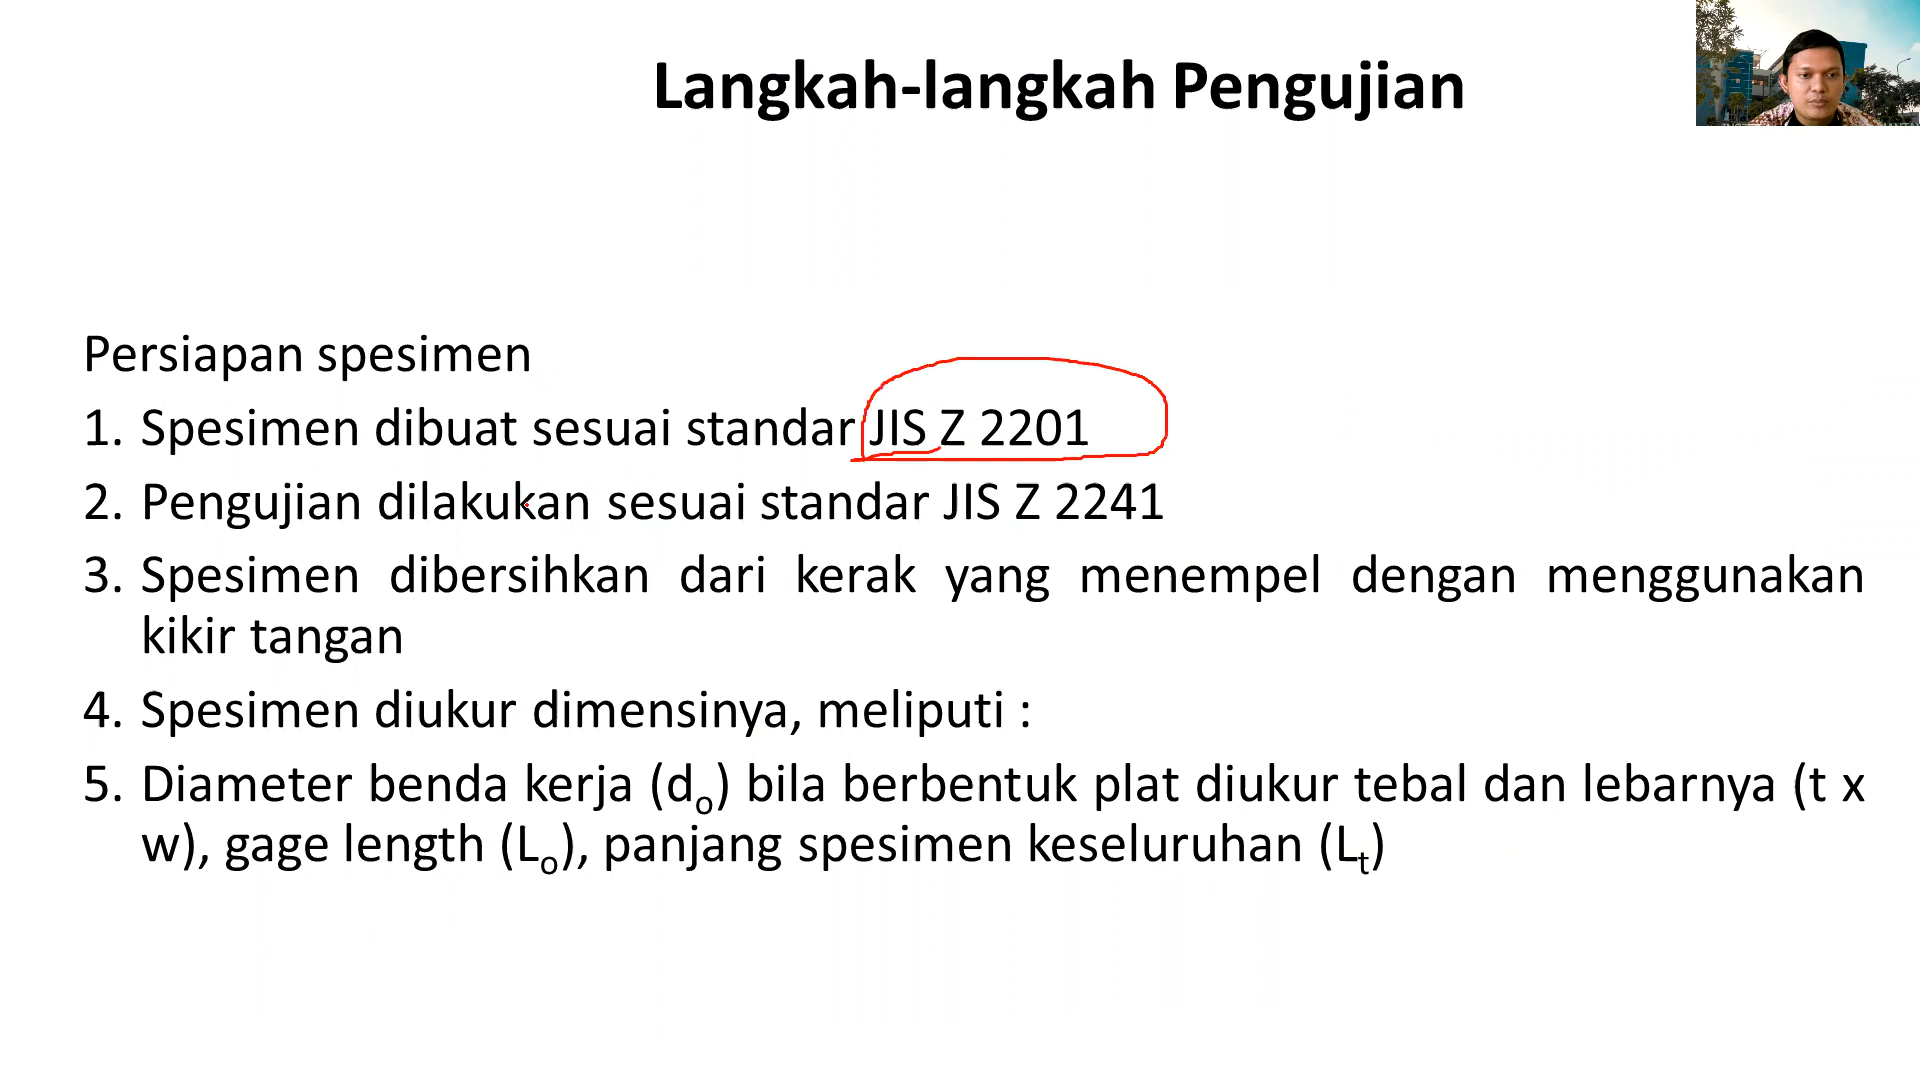 Langkah-langkah Pengujian
Persiapan spesimen
1. Spesimen dibuat sesuai standar JIS Z 2201
2. Pengujian dilakukan sesuai standar JIS Z 2241
3. Spesimen dibersihkan dari kerak yang menempel dengan menggunakan
kikir tangan
4. Spesimen diukur dimensinya, meliputi :
5. Diameter benda kerja (do) bila berbentuk plat diukur tebal dan lebarnya (t x
w), gage length (Lo), panjang spesimen keseluruhan (Lt)